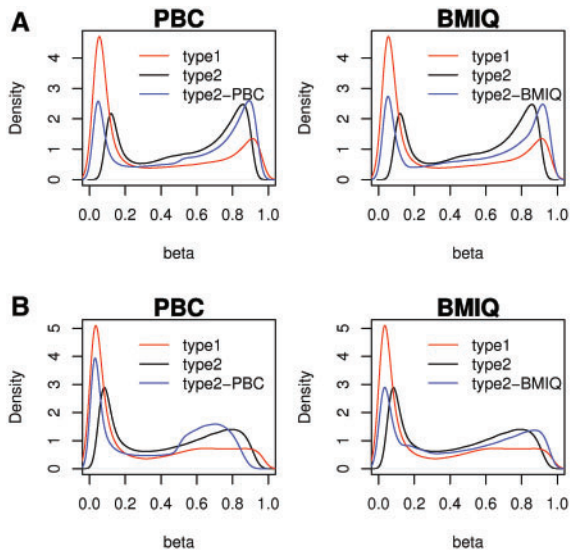 A
PBC
BMIQ
type1
type2
type2-PBC
type1
type2
type2-BMIQ
Density
0 1 2 3 4
0.0 0.2 0.4 0.6 0.8 1.0
beta
Density
0 1 2 3 4
0.0 0.2 0.4 0.6 0.8 1.0
beta
B
PBC
BMIQ
type1
type2
type2-PBC
type1
type2
type2-BMIQ
Density
0 1 2 3 4 5
0.0 0.2 0.4 0.6 0.8 1.0
beta
Density
0 1 2 3 4 5
0.0 0.2 0.4 0.6 0.8 1.0
beta